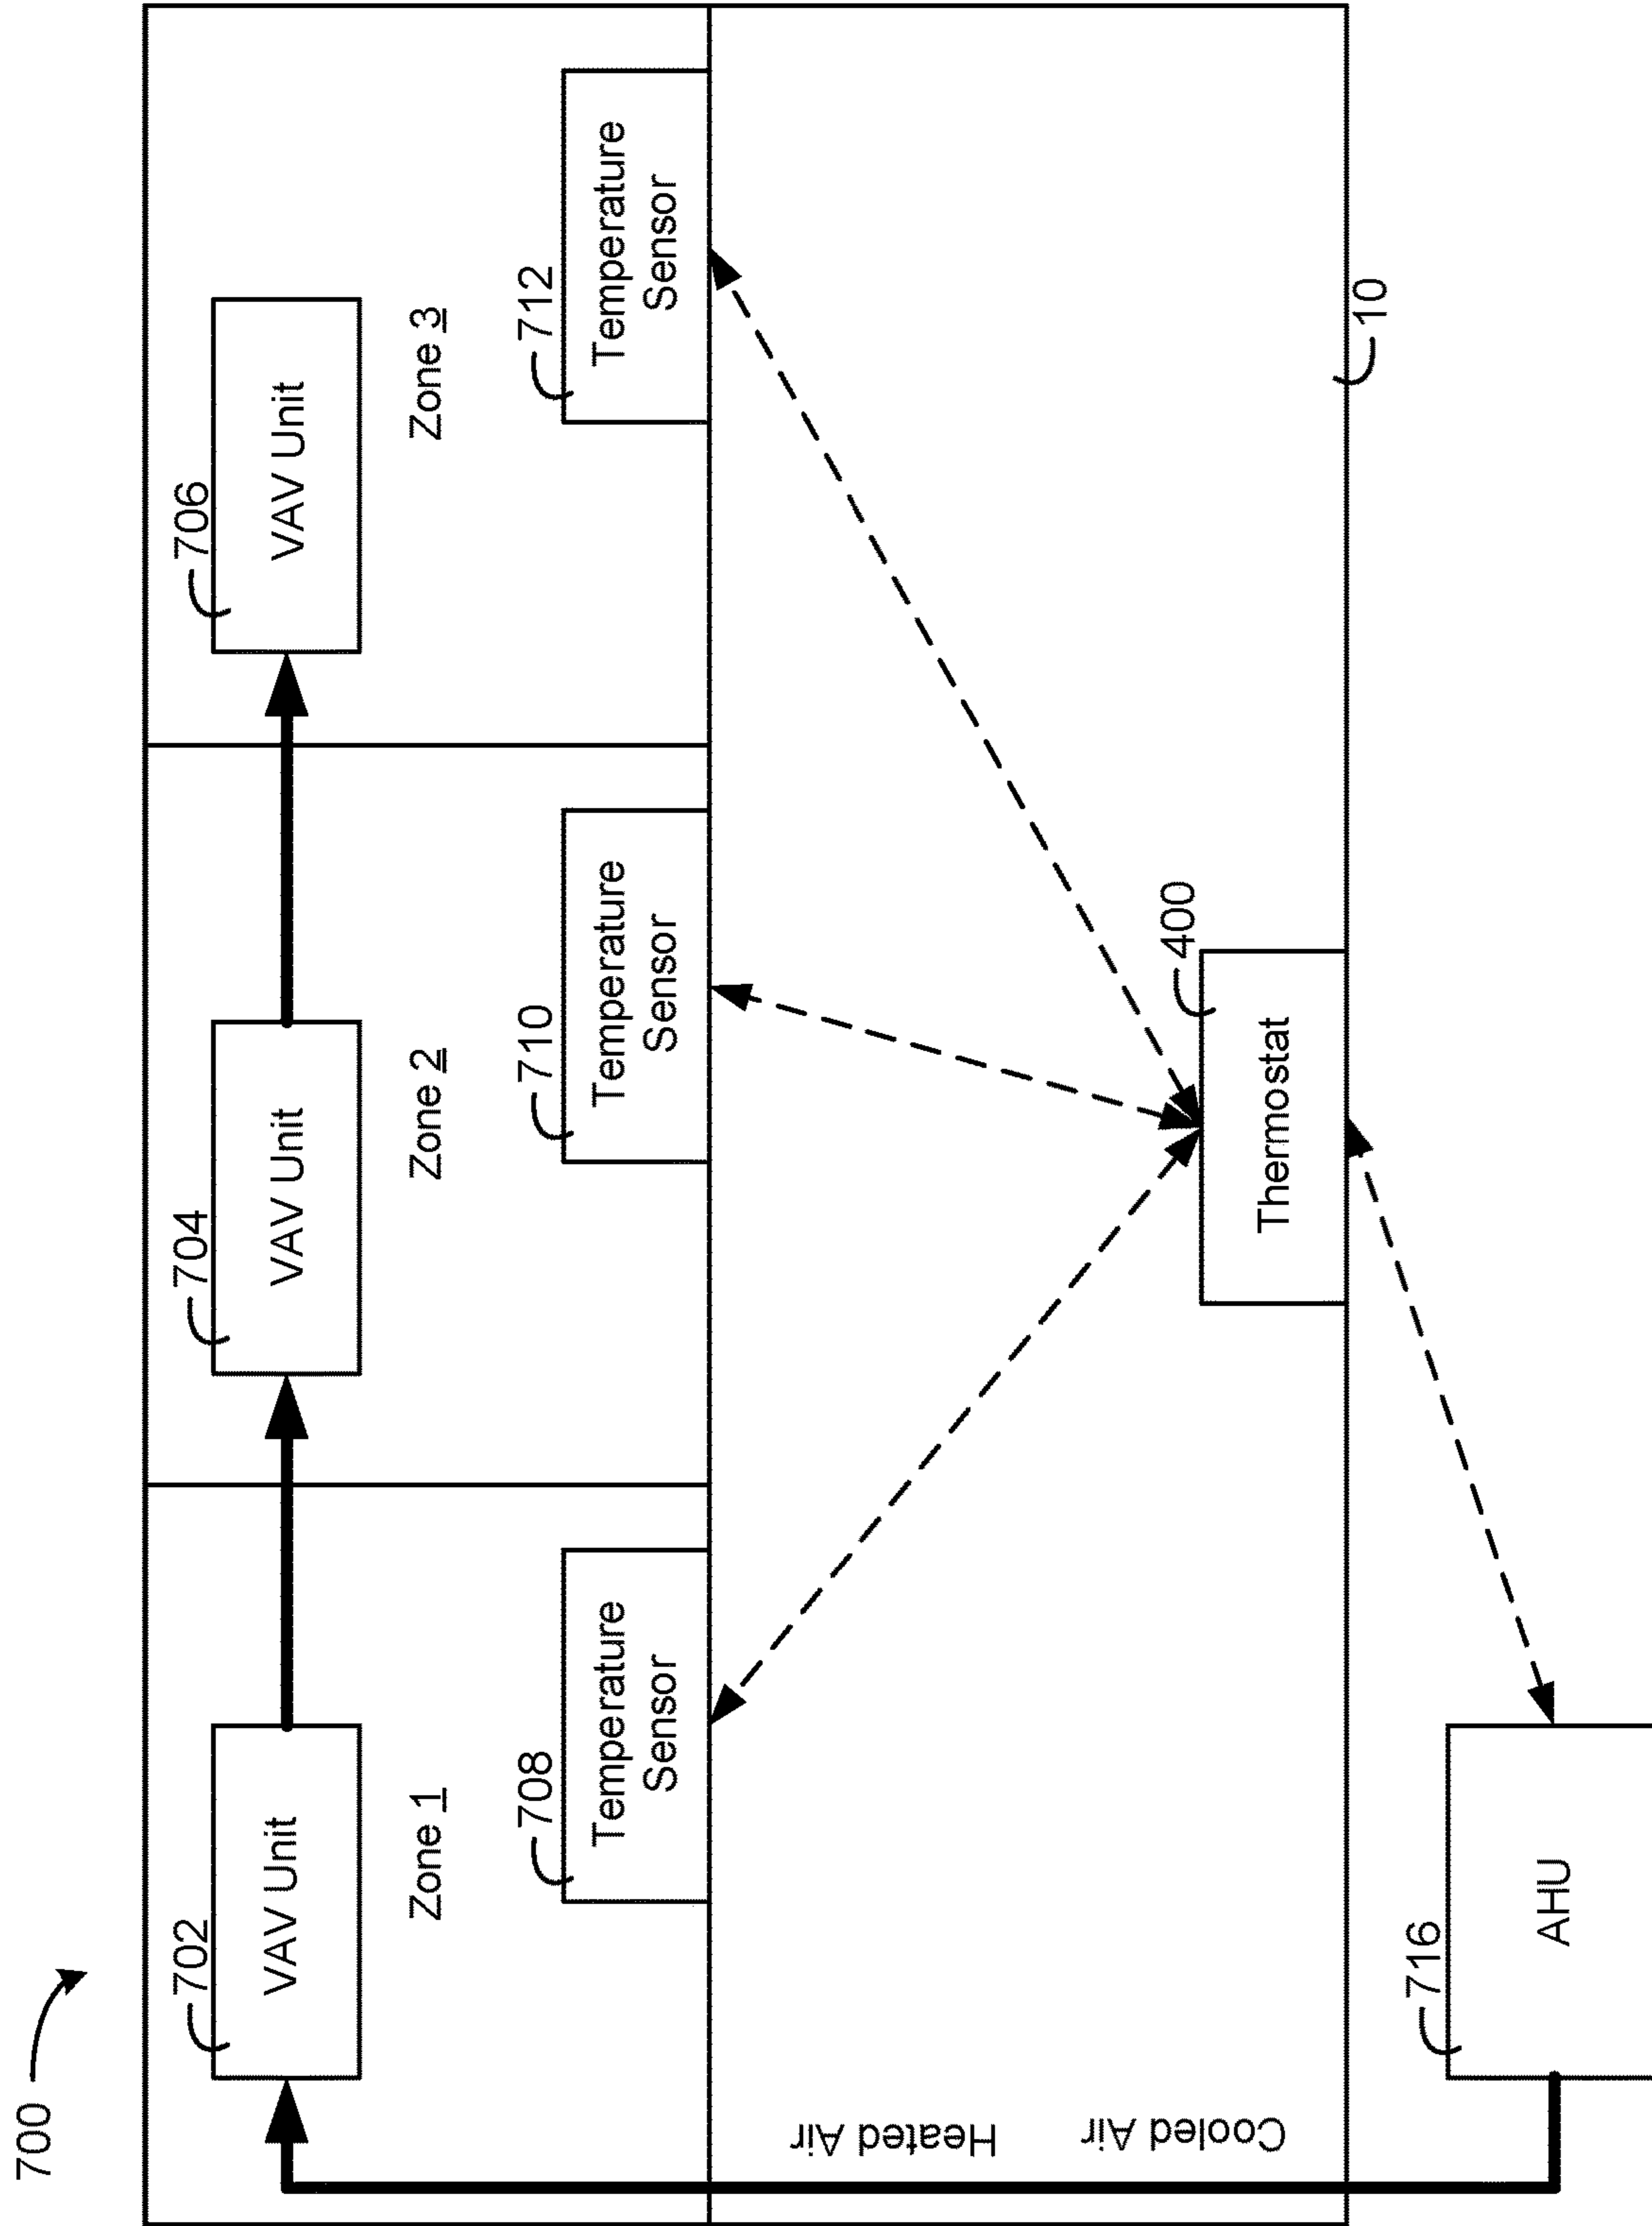 700
702
VAV Unit
704
VAV Unit
706
VAV Unit
Zone 1
Zone 2
Zone 3
708
Temperature
Sensor
710
Temperature
Sensor
712
Temperature
Sensor
Heated Air
Cooled Air
400
Thermostat
10
716
AHU